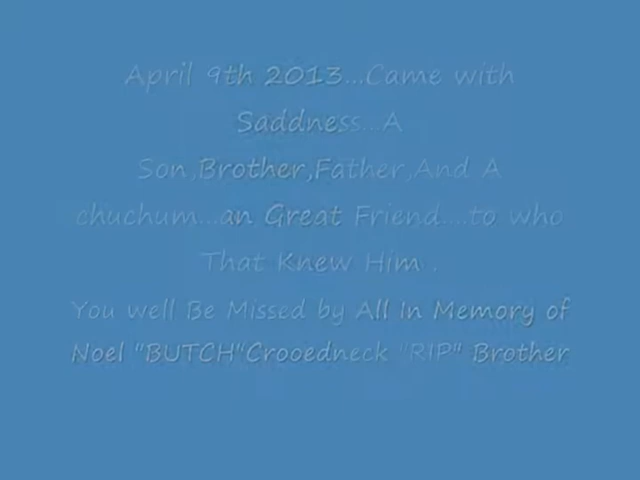 April 9th 2013...Came with
Saddness...A
Son,Brother,Father,And A
chuchum...an Great Friend....to who
That Knew Him .
You well Be Missed by All In Memory of
Noel "BUTCH"Crooedneck "RIP" Brother